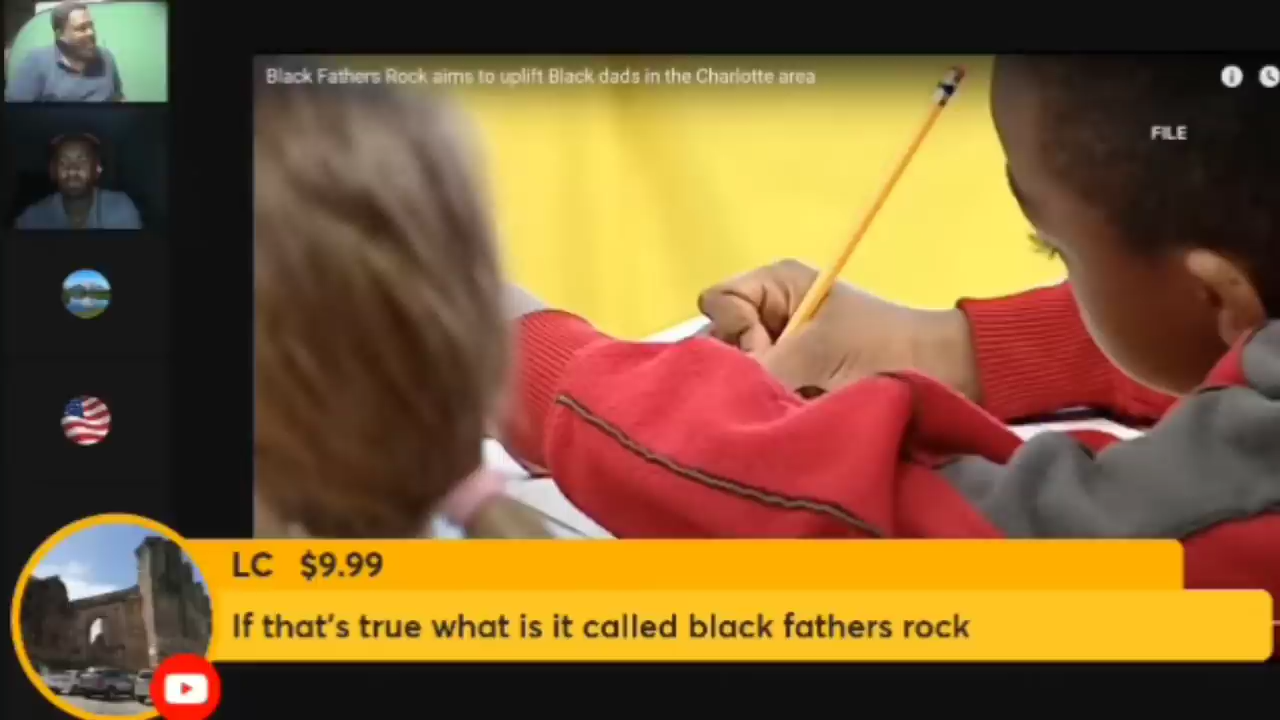 Black Fathers Rock aims to uplift Black dads in the Charlotte area
FILE
LC $9.99
If that's true what is it called black fathers rock